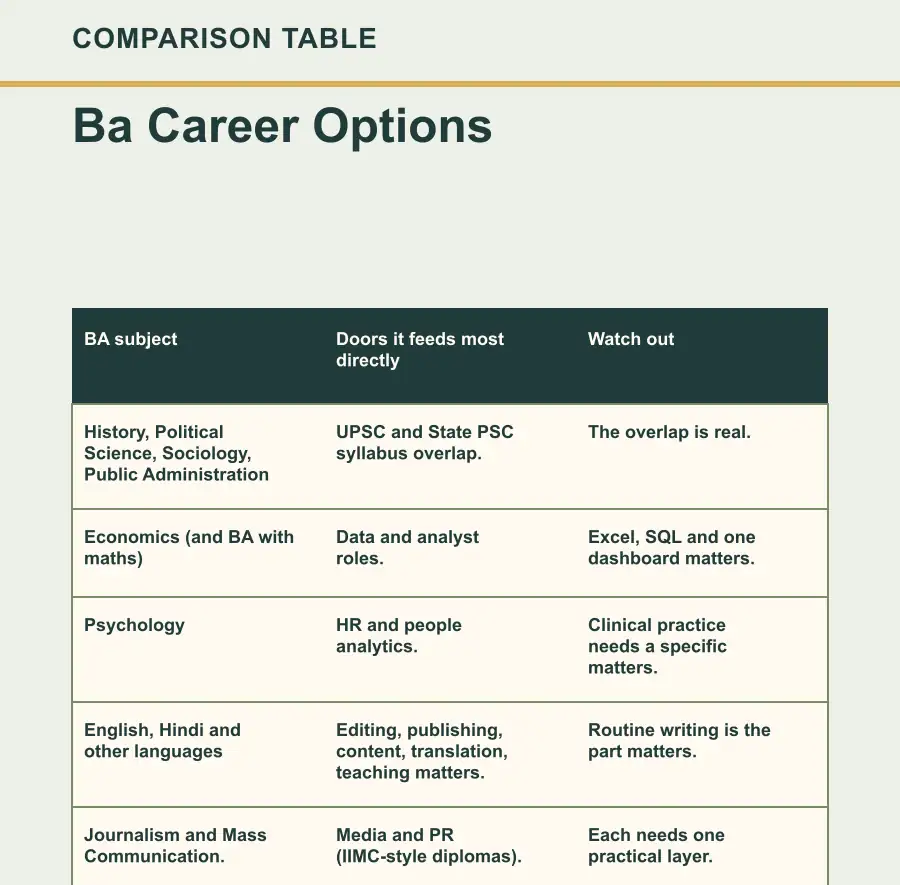 COMPARISON TABLE
Ba Career Options
BA subject
Doors it feeds most
directly
Watch out
History, Political
Science, Sociology,
Public Administration
UPSC and State PSC
syllabus overlap.
The overlap is real.
Economics (and BA with
maths)
Data and analyst
roles.
Excel, SQL and one
dashboard matters.
Psychology
HR and people
analytics.
Clinical practice
needs a specific
matters.
English, Hindi and
other languages
Editing, publishing,
content, translation,
teaching matters.
Routine writing is the
part matters.
Journalism and Mass
Communication.
Media and PR
(IIMC-style diplomas).
Each needs one
practical layer.